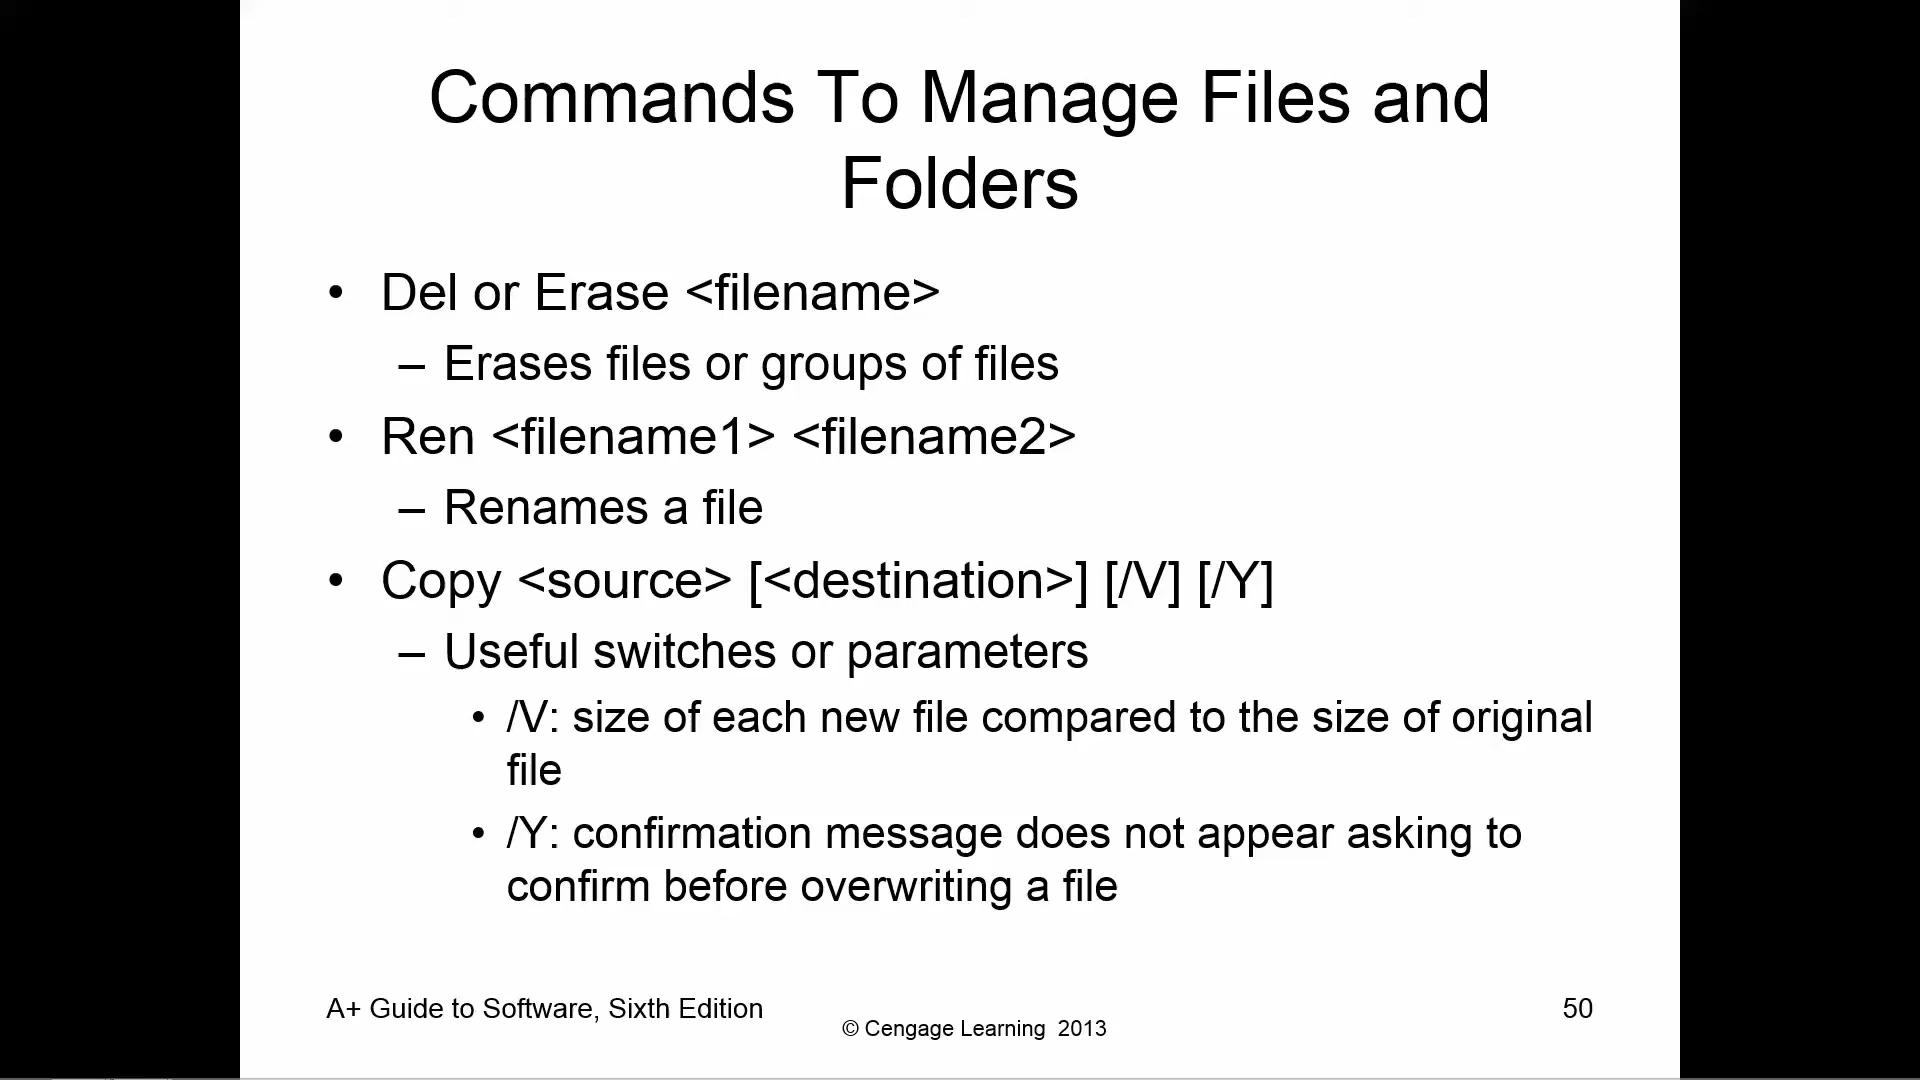 Commands To Manage Files and
Folders
• Del or Erase <filename>
– Erases files or groups of files
• Ren <filename1> <filename2>
– Renames a file
• Copy <source> [<destination>] [/V] [/Y]
– Useful switches or parameters
• /V: size of each new file compared to the size of original
file
• /Y: confirmation message does not appear asking to
confirm before overwriting a file
A+ Guide to Software, Sixth Edition
© Cengage Learning 2013
50